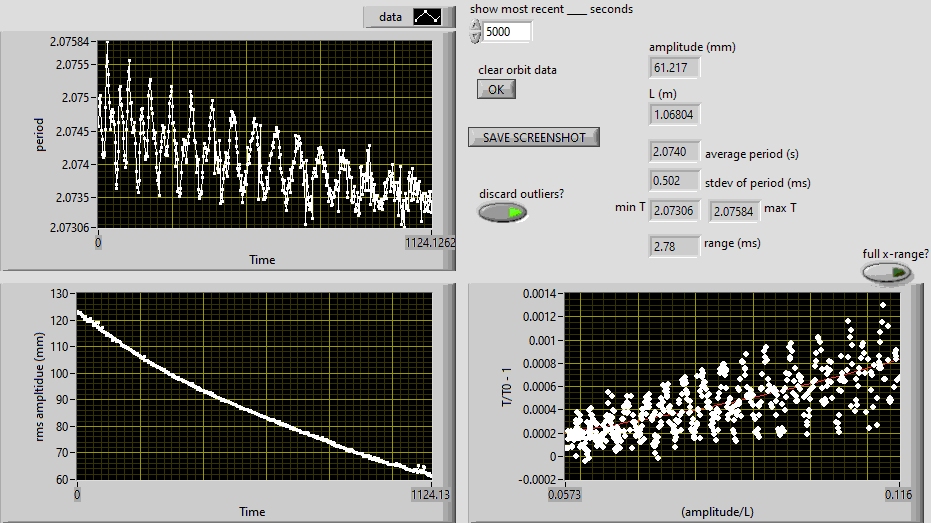 data
show most recent ___ seconds
5000
clear orbit data
OK
SAVE SCREENSHOT
discard outliers?
amplitude (mm)
61.217
L (m)
1.06804
2.0740 average period (s)
0.502 stdev of period (ms)
min T 2.07306 2.07584 max T
2.78 range (ms)
full x-range?
period
2.07584
2.0755
2.075
2.0745
2.074
2.0735
2.07306
0 1124.1262
Time
rms ampltidue (mm)
130
120
110
100
90
80
70
60
0 1124.13
Time
T/T0 - 1
0.0014
0.0012
0.001
0.0008
0.0006
0.0004
0.0002
0
-0.0002
0.0573 0.116
(amplitude/L)